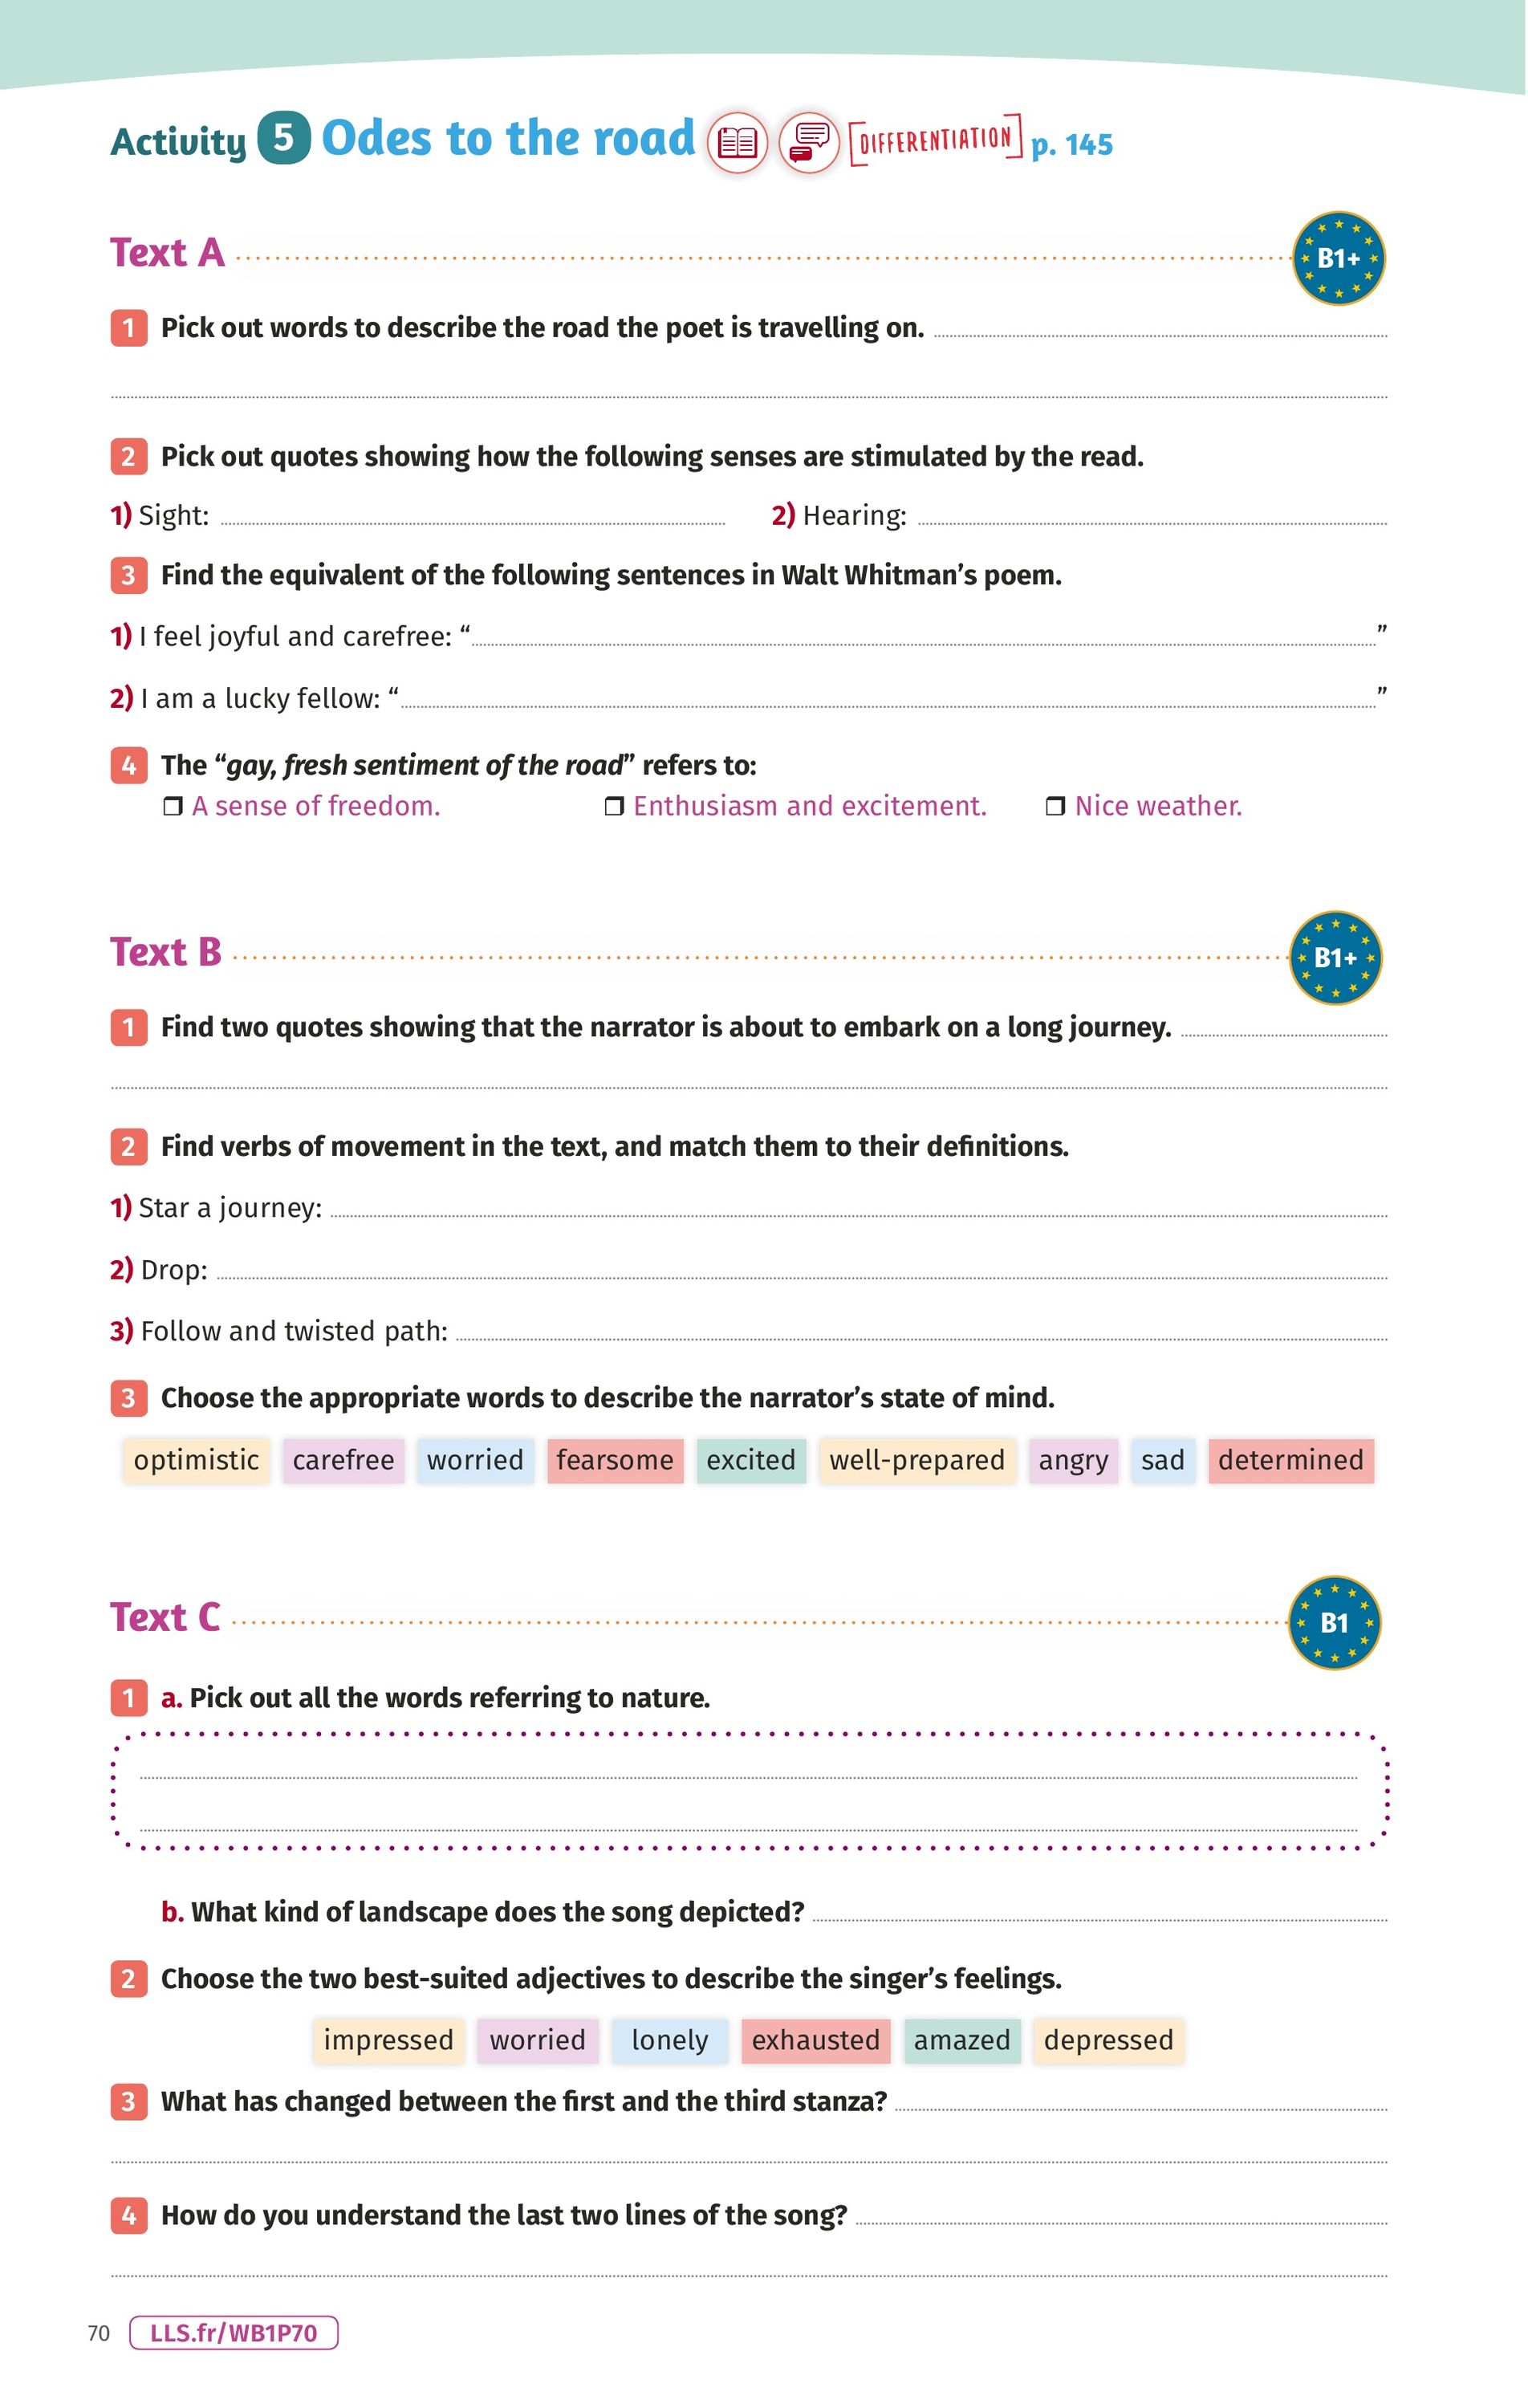 Activity 5 Odes to the road [DIFFERENTIATION] p. 145
Text A B1+
1 Pick out words to describe the road the poet is travelling on.
2 Pick out quotes showing how the following senses are stimulated by the read.
1) Sight: 2) Hearing:
3 Find the equivalent of the following sentences in Walt Whitman’s poem.
1) I feel joyful and carefree: “ ”
2) I am a lucky fellow: “ ”
4 The “gay, fresh sentiment of the road” refers to:
❒ A sense of freedom. ❒ Enthusiasm and excitement. ❒ Nice weather.
Text B B1+
1 Find two quotes showing that the narrator is about to embark on a long journey.
2 Find verbs of movement in the text, and match them to their definitions.
1) Star a journey:
2) Drop:
3) Follow and twisted path:
3 Choose the appropriate words to describe the narrator’s state of mind.
optimistic carefree worried fearsome excited well-prepared angry sad determined
Text C B1
1 a. Pick out all the words referring to nature.
b. What kind of landscape does the song depicted?
2 Choose the two best-suited adjectives to describe the singer’s feelings.
impressed worried lonely exhausted amazed depressed
3 What has changed between the first and the third stanza?
4 How do you understand the last two lines of the song?
70 LLS.fr/WB1P70